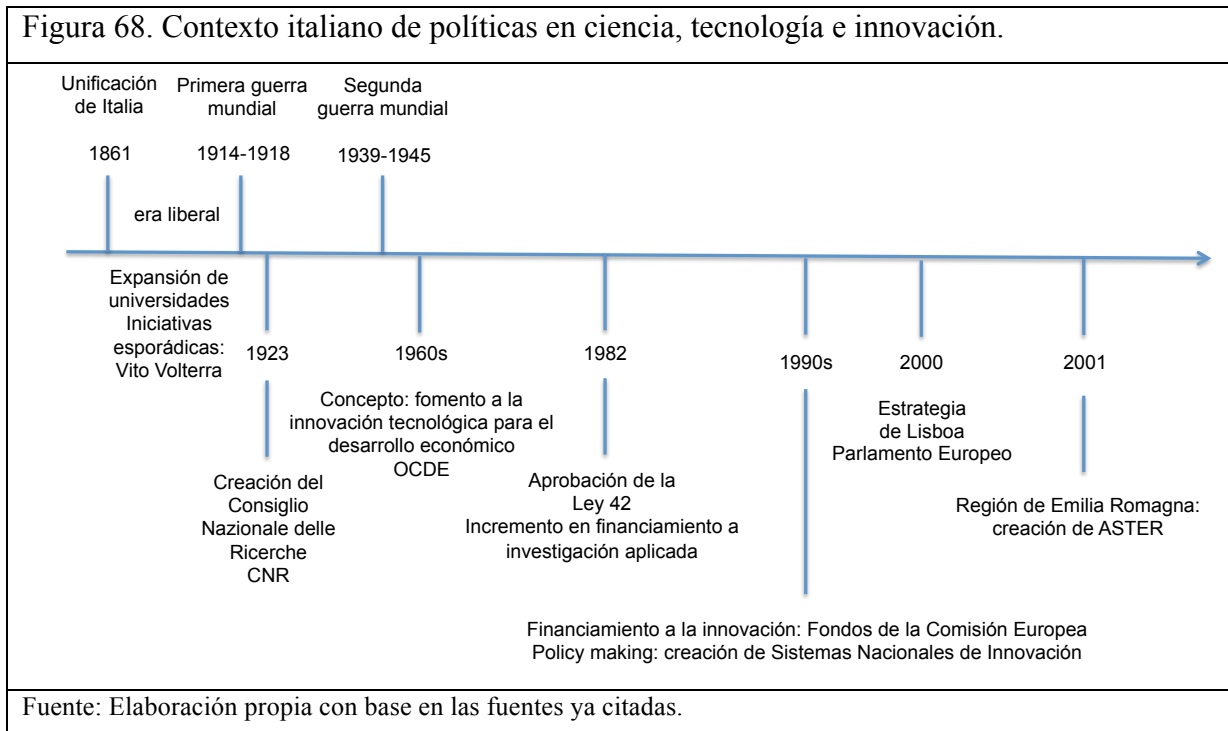 Figura 68. Contexto italiano de políticas en ciencia, tecnología e innovación.
Unificación
de Italia
1861
Primera guerra
mundial
1914-1918
Segunda
guerra mundial
1939-1945
era liberal
Expansión de
universidades
Iniciativas
esporádicas:
Vito Volterra
1923
Creación del
Consiglio
Nazionale delle
Ricerche
CNR
1960s
Concepto: fomento a la
innovación tecnológica para el
desarrollo económico
OCDE
1982
Aprobación de la
Ley 42
Incremento en financiamiento a
investigación aplicada
1990s
Financiamiento a la innovación: Fondos de la Comisión Europea
Policy making: creación de Sistemas Nacionales de Innovación
2000
Estrategia
de Lisboa
Parlamento Europeo
2001
Región de Emilia Romagna:
creación de ASTER
Fuente: Elaboración propia con base en las fuentes ya citadas.